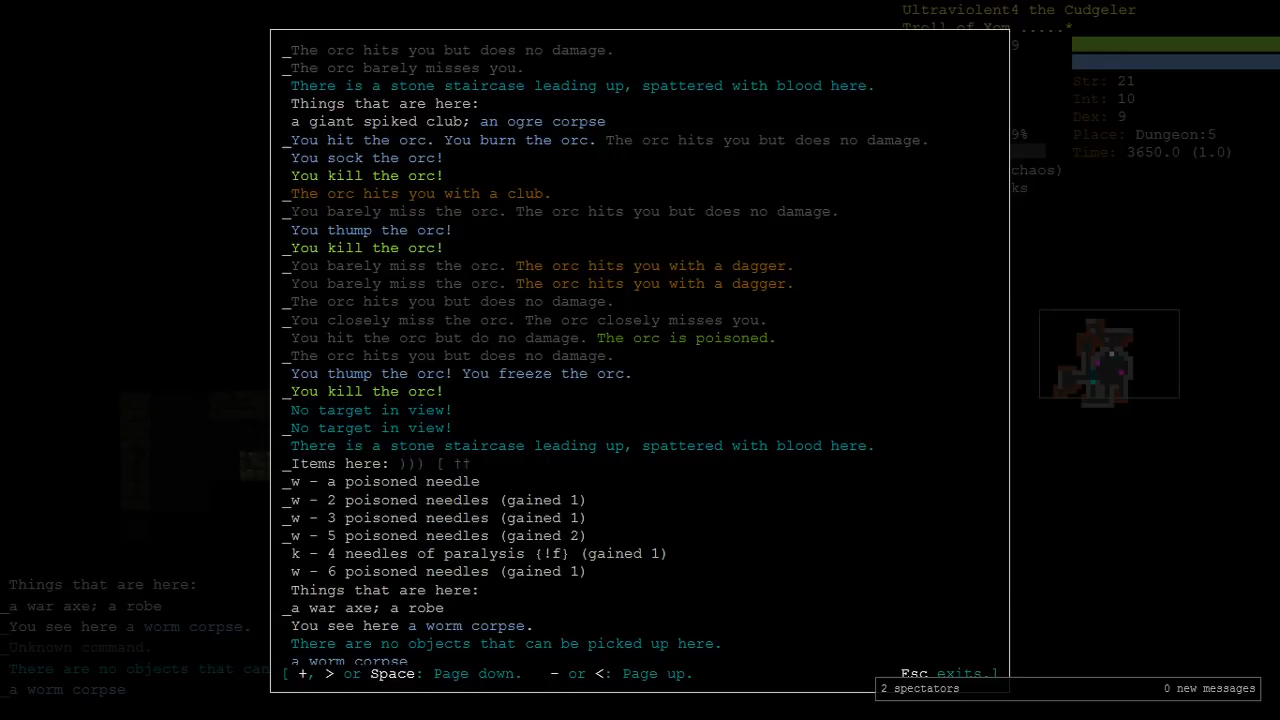 Ultraviolent4 the Cudgeler
Troll of Xom .....*
9
Str: 21
Int: 10
Dex: 9
9%
Place: Dungeon:5
Time: 3650.0 (1.0)
chaos)
ks
_The orc hits you but does no damage.
_The orc barely misses you.
There is a stone staircase leading up, spattered with blood here.
Things that are here:
a giant spiked club; an ogre corpse
_You hit the orc. You burn the orc. The orc hits you but does no damage.
You sock the orc!
You kill the orc!
_The orc hits you with a club.
_You barely miss the orc. The orc hits you but does no damage.
You thump the orc!
_You kill the orc!
_You barely miss the orc. The orc hits you with a dagger.
You barely miss the orc. The orc hits you with a dagger.
_The orc hits you but does no damage.
_You closely miss the orc. The orc closely misses you.
You hit the orc but do no damage. The orc is poisoned.
_The orc hits you but does no damage.
You thump the orc! You freeze the orc.
_You kill the orc!
No target in view!
_No target in view!
There is a stone staircase leading up, spattered with blood here.
_Items here: ))) [ ††
_w - a poisoned needle
_w - 2 poisoned needles (gained 1)
_w - 3 poisoned needles (gained 1)
_w - 5 poisoned needles (gained 2)
k - 4 needles of paralysis {!f} (gained 1)
w - 6 poisoned needles (gained 1)
Things that are here:
_a war axe; a robe
You see here a worm corpse.
There are no objects that can be picked up here.
a worm corpse
[ +, > or Space: Page down. - or <: Page up. Esc exits.]
Things that are here:
_a war axe; a robe
_You see here a worm corpse.
_Unknown command.
_There are no objects that can
_a worm corpse
2 spectators 0 new messages